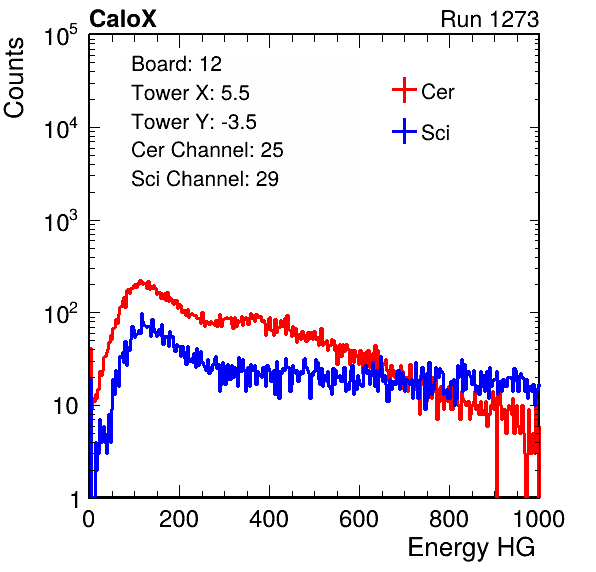 CaloX Run 1273
Counts
Board: 12
Tower X: 5.5
Tower Y: -3.5
Cer Channel: 25
Sci Channel: 29
Cer
Sci
10^5
10^4
10^3
10^2
10
1
0 200 400 600 800 1000
Energy HG